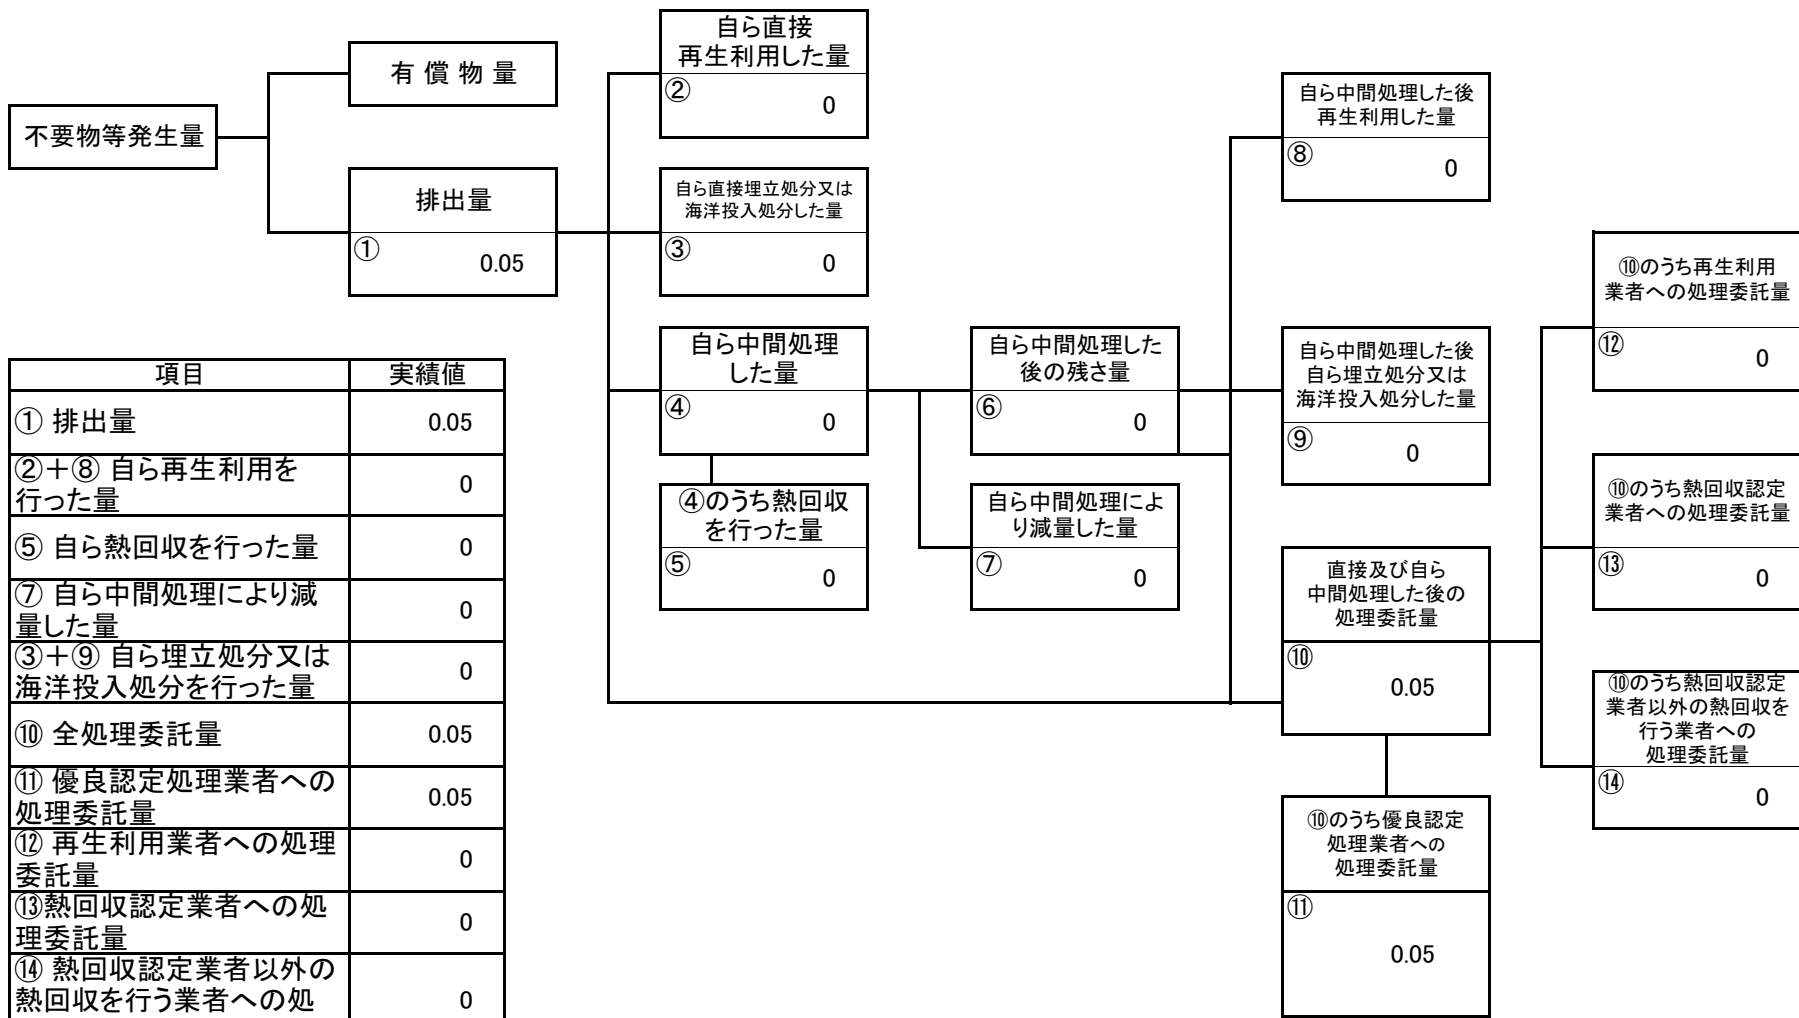 不要物等発生量
有 償 物 量
排出量
①
0.05
自ら直接
再生利用した量
②
0
自ら直接埋立処分又は
海洋投入処分した量
③
0
自ら中間処理
した量
④
0
④のうち熱回収
を行った量
⑤
0
自ら中間処理した
後の残さ量
⑥
0
自ら中間処理によ
り減量した量
⑦
0
自ら中間処理した後
再生利用した量
⑧
0
自ら中間処理した後
自ら埋立処分又は
海洋投入処分した量
⑨
0
直接及び自ら
中間処理した後の
処理委託量
⑩
0.05
⑩のうち優良認定
処理業者への
処理委託量
⑪
0.05
⑩のうち再生利用
業者への処理委託量
⑫
0
⑩のうち熱回収認定
業者への処理委託量
⑬
0
⑩のうち熱回収認定
業者以外の熱回収を
行う業者への
処理委託量
⑭
0
項目 実績値
① 排出量 0.05
②＋⑧ 自ら再生利用を
行った量 0
⑤ 自ら熱回収を行った量 0
⑦ 自ら中間処理により減
量した量 0
③＋⑨ 自ら埋立処分又は
海洋投入処分を行った量 0
⑩ 全処理委託量 0.05
⑪ 優良認定処理業者への
処理委託量 0.05
⑫ 再生利用業者への処理
委託量 0
⑬熱回収認定業者への処
理委託量 0
⑭ 熱回収認定業者以外の
熱回収を行う業者への処 0